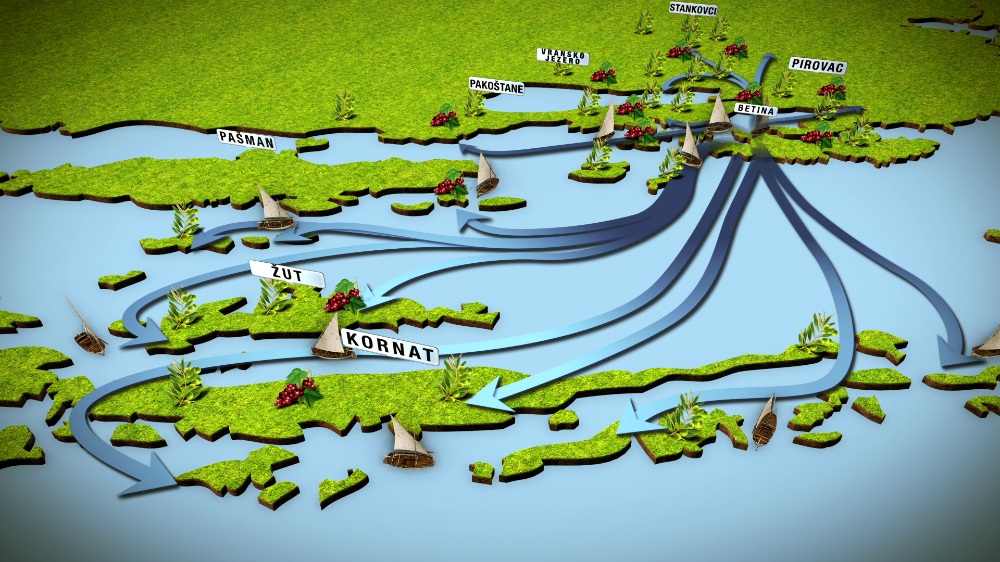 STANKOVCI
VRANSKO
JEZERO
PIROVAC
PAKOŠTANE
BETINA
PAŠMAN
ŽUT
KORNAT